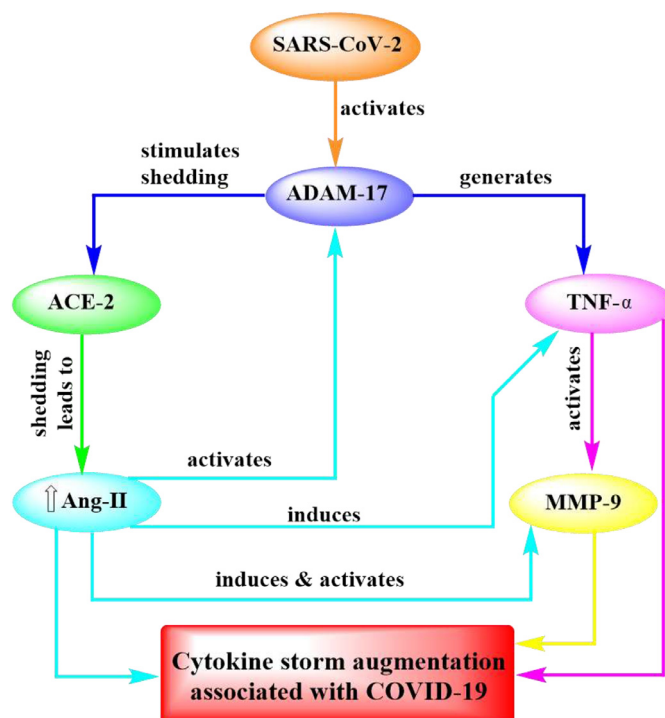 SARS-CoV-2
activates
stimulates
shedding
generates
ADAM-17
ACE-2
TNF-α
shedding
leads to
activates
activates
⇧Ang-II
MMP-9
induces
induces & activates
Cytokine storm augmentation
associated with COVID-19